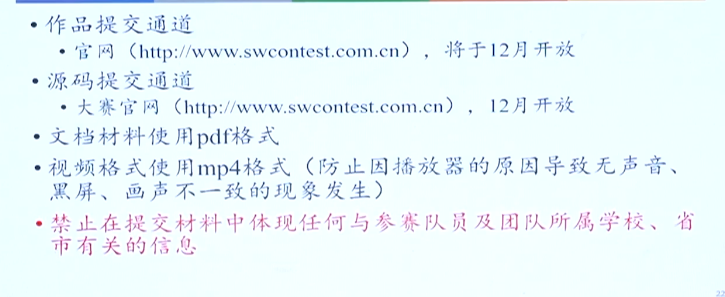 • 作品提交通道
• 官网（http://www.swcontest.com.cn），将于12月开放
• 源码提交通道
• 大赛官网（http://www.swcontest.com.cn），12月开放
• 文档材料使用pdf格式
• 视频格式使用mp4格式（防止因播放器的原因导致无声音、
黑屏、画声不一致的现象发生）
• 禁止在提交材料中体现任何与参赛队员及团队所属学校、省
市有关的信息
22